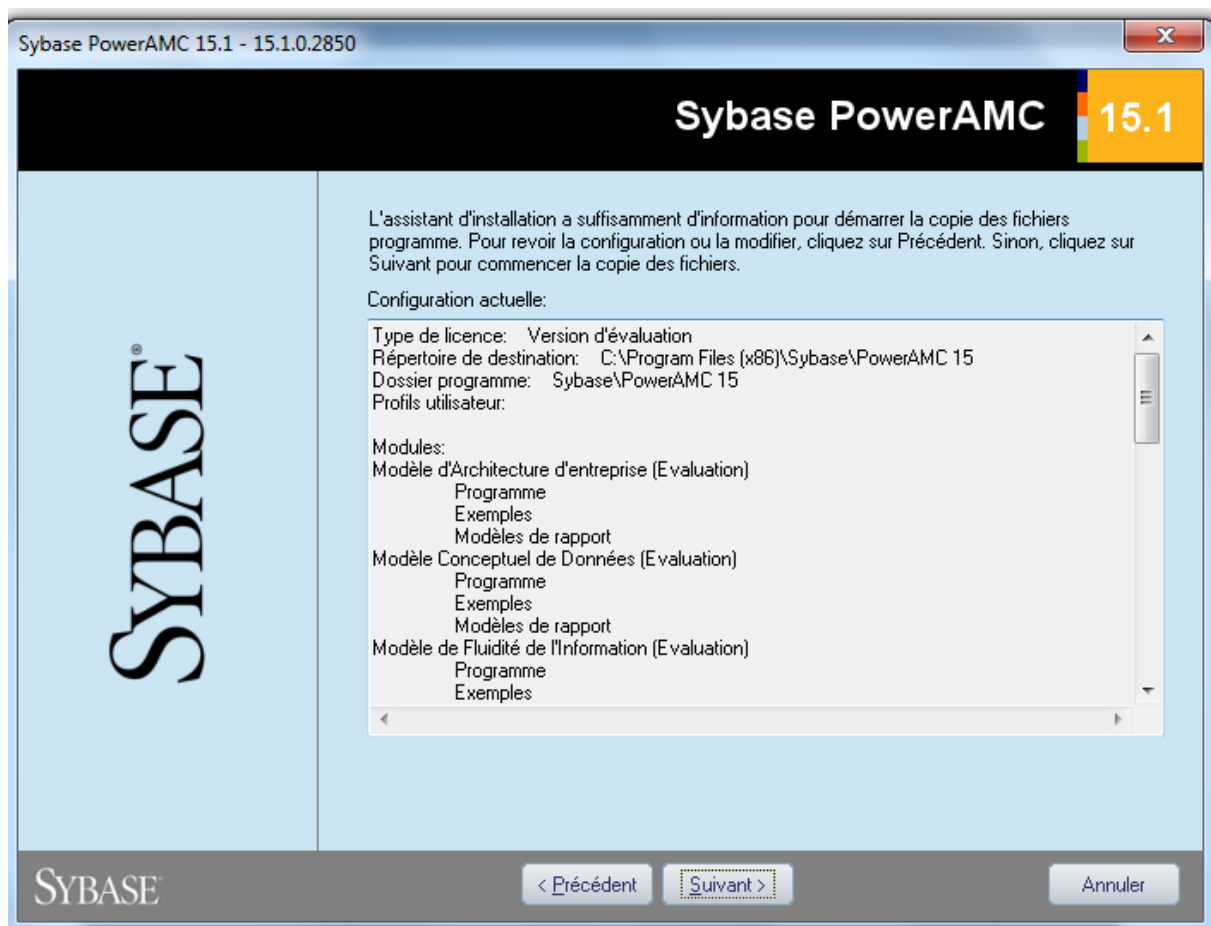 Sybase PowerAMC 15.1 - 15.1.0.2850
Sybase PowerAMC 15.1
L'assistant d'installation a suffisamment d'information pour démarrer la copie des fichiers
programme. Pour revoir la configuration ou la modifier, cliquez sur Précédent. Sinon, cliquez sur
Suivant pour commencer la copie des fichiers.
Configuration actuelle:
Type de licence: Version d'évaluation
Répertoire de destination: C:\Program Files (x86)\Sybase\PowerAMC 15
Dossier programme: Sybase\PowerAMC 15
Profils utilisateur:
Modules:
Modèle d'Architecture d'entreprise (Evaluation)
Programme
Exemples
Modèles de rapport
Modèle Conceptuel de Données (Evaluation)
Programme
Exemples
Modèles de rapport
Modèle de Fluidité de l'Information (Evaluation)
Programme
Exemples
SYBASE®
SYBASE
< Précédent
Suivant >
Annuler